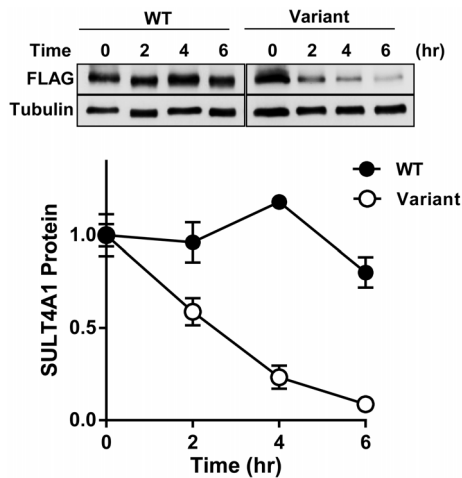 WT Variant
Time 0 2 4 6 0 2 4 6 (hr)
FLAG
Tubulin
WT
Variant
SULT4A1 Protein
1.0
0.5
0.0
0 2 4 6
Time (hr)